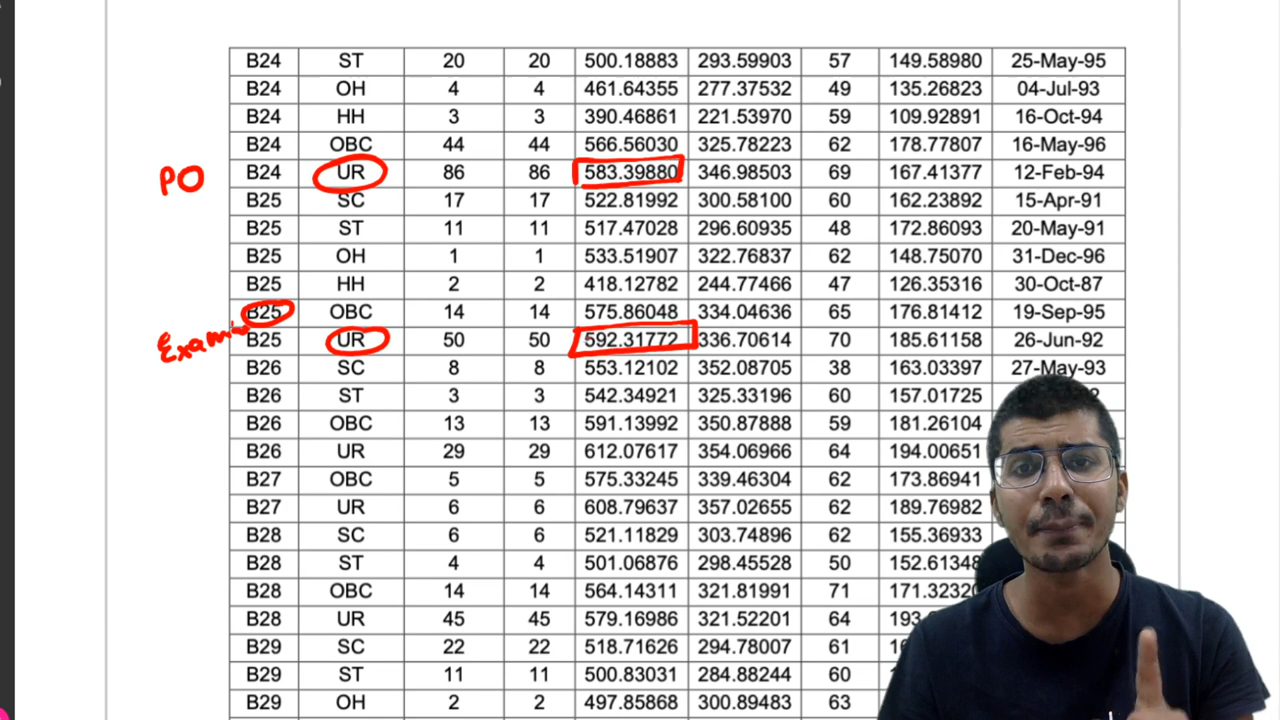 B24 ST 20 20 500.18883 293.59903 57 149.58980 25-May-95
B24 OH 4 4 461.64355 277.37532 49 135.26823 04-Jul-93
B24 HH 3 3 390.46861 221.53970 59 109.92891 16-Oct-94
B24 OBC 44 44 566.56030 325.78223 62 178.77807 16-May-96
PO B24 UR 86 86 583.39880 346.98503 69 167.41377 12-Feb-94
B25 SC 17 17 522.81992 300.58100 60 162.23892 15-Apr-91
B25 ST 11 11 517.47028 296.60935 48 172.86093 20-May-91
B25 OH 1 1 533.51907 322.76837 62 148.75070 31-Dec-96
B25 HH 2 2 418.12782 244.77466 47 126.35316 30-Oct-87
B25 OBC 14 14 575.86048 334.04636 65 176.81412 19-Sep-95
B25 UR 50 50 592.31772 336.70614 70 185.61158 26-Jun-92
B26 SC 8 8 553.12102 352.08705 38 163.03397 27-May-93
B26 ST 3 3 542.34921 325.33196 60 157.01725
B26 OBC 13 13 591.13992 350.87888 59 181.26104
B26 UR 29 29 612.07617 354.06966 64 194.00651
B27 OBC 5 5 575.33245 339.46304 62 173.86941
B27 UR 6 6 608.79637 357.02655 62 189.76982
B28 SC 6 6 521.11829 303.74896 62 155.36933
B28 ST 4 4 501.06876 298.45528 50 152.61348
B28 OBC 14 14 564.14311 321.81991 71 171.32320
B28 UR 45 45 579.16986 321.52201 64 193.
B29 SC 22 22 518.71626 294.78007 61
B29 ST 11 11 500.83031 284.88244 60
B29 OH 2 2 497.85868 300.89483 63